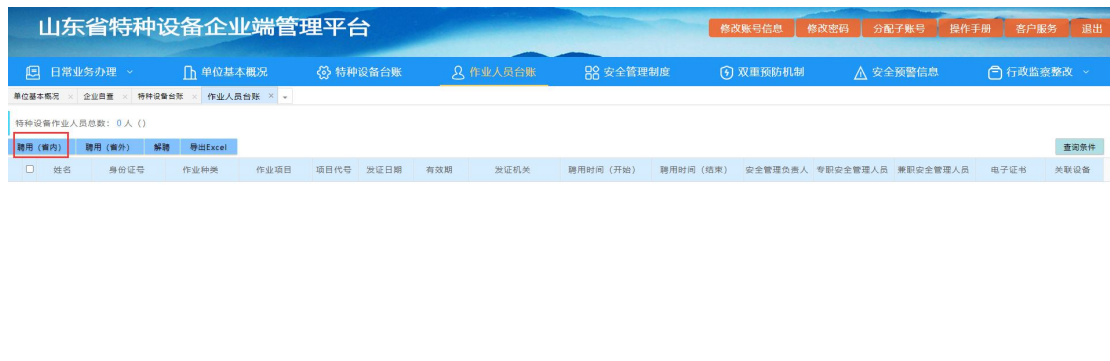 山东省特种设备企业端管理平台
修改账号信息 修改密码 分配子账号 操作手册 客户服务 退出
日常业务办理 单位基本概况 特种设备台账 作业人员台账 安全管理制度 双重预防机制 安全预警信息 行政监察整改
单位基本概况 企业自查 特种设备台账 作业人员台账
特种设备作业人员总数：0 人（）
聘用（省内） 聘用（省外） 解聘 导出Excel 查询条件
姓名 身份证号 作业种类 作业项目 项目代号 发证日期 有效期 发证机关 聘用时间（开始） 聘用时间（结束） 安全管理负责人 专职安全管理人员 兼职安全管理人员 电子证书 关联设备